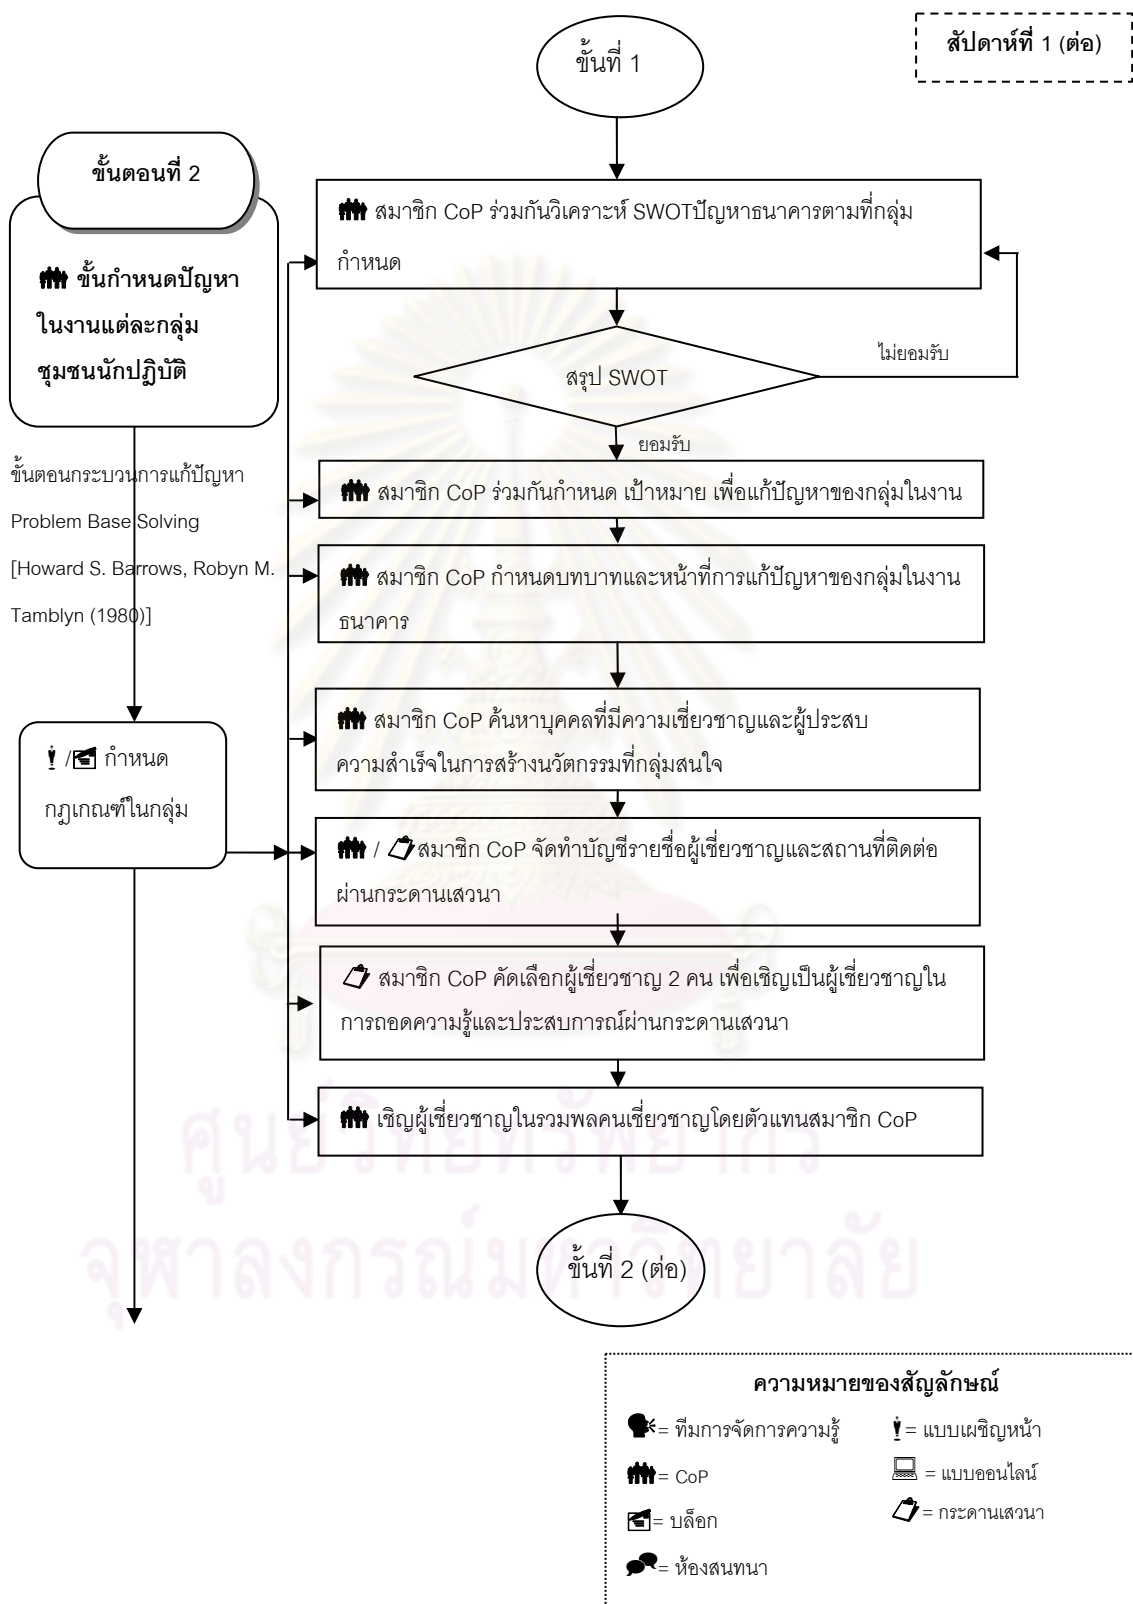 สัปดาห์ที่ 1 (ต่อ)
ขั้นที่ 1
ขั้นตอนที่ 2
ขั้นกำหนดปัญหา
ในงานแต่ละกลุ่ม
ชุมชนนักปฏิบัติ
ขั้นตอนกระบวนการแก้ปัญหา
Problem Base Solving
[Howard S. Barrows, Robyn M.
Tamblyn (1980)]
/ กำหนด
กฎเกณฑ์ในกลุ่ม
สมาชิก CoP ร่วมกันวิเคราะห์ SWOTปัญหาธนาคารตามที่กลุ่ม
กำหนด
สรุป SWOT
ไม่ยอมรับ
ยอมรับ
สมาชิก CoP ร่วมกันกำหนด เป้าหมาย เพื่อแก้ปัญหาของกลุ่มในงาน
สมาชิก CoP กำหนดบทบาทและหน้าที่การแก้ปัญหาของกลุ่มในงาน
ธนาคาร
สมาชิก CoP ค้นหาบุคคลที่มีความเชี่ยวชาญและผู้ประสบ
ความสำเร็จในการสร้างนวัตกรรมที่กลุ่มสนใจ
/ สมาชิก CoP จัดทำบัญชีรายชื่อผู้เชี่ยวชาญและสถานที่ติดต่อ
ผ่านกระดานเสวนา
สมาชิก CoP คัดเลือกผู้เชี่ยวชาญ 2 คน เพื่อเชิญเป็นผู้เชี่ยวชาญใน
การถอดความรู้และประสบการณ์ผ่านกระดานเสวนา
เชิญผู้เชี่ยวชาญในรวมพลคนเชี่ยวชาญโดยตัวแทนสมาชิก CoP
ขั้นที่ 2 (ต่อ)
ศูนย์วิทยทรัพยากร
จุฬาลงกรณ์มหาวิทยาลัย
ความหมายของสัญลักษณ์
= ทีมการจัดการความรู้
= แบบเผชิญหน้า
= CoP
= แบบออนไลน์
= บล็อก
= กระดานเสวนา
= ห้องสนทนา